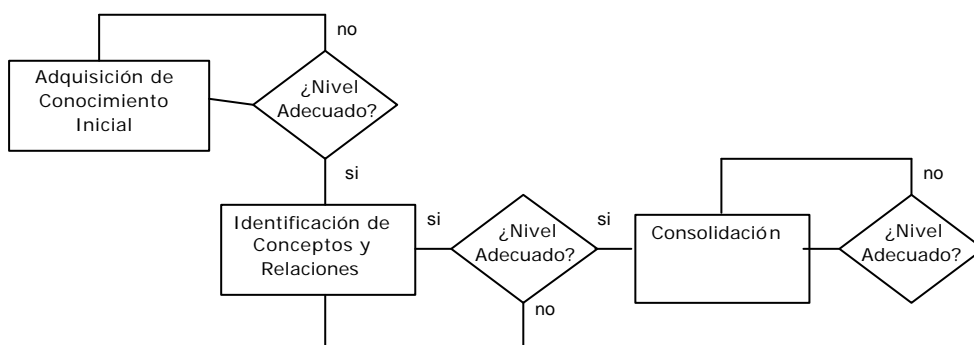 no
Adquisición de
Conocimiento
Inicial
¿Nivel
Adecuado?
si
Identificación de
Conceptos y
Relaciones
si
¿Nivel
Adecuado?
si
no
Consolidación
no
¿Nivel
Adecuado?